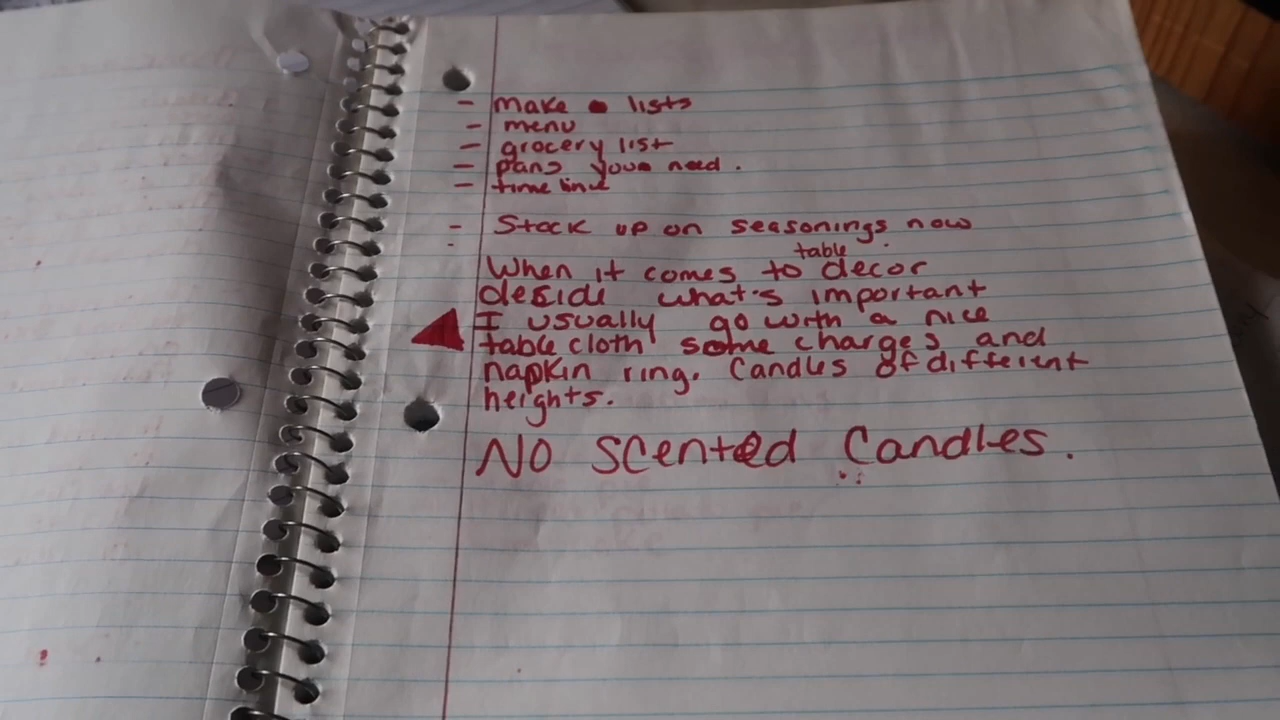 - make lists
- menu
- grocery list
- pans you need.
- time line
- Stock up on seasonings now
table
When it comes to decor
deside what's important
I usually go with a nice
table cloth some charges and
napkin ring. Candles of different
heights.
NO SCented Candles.